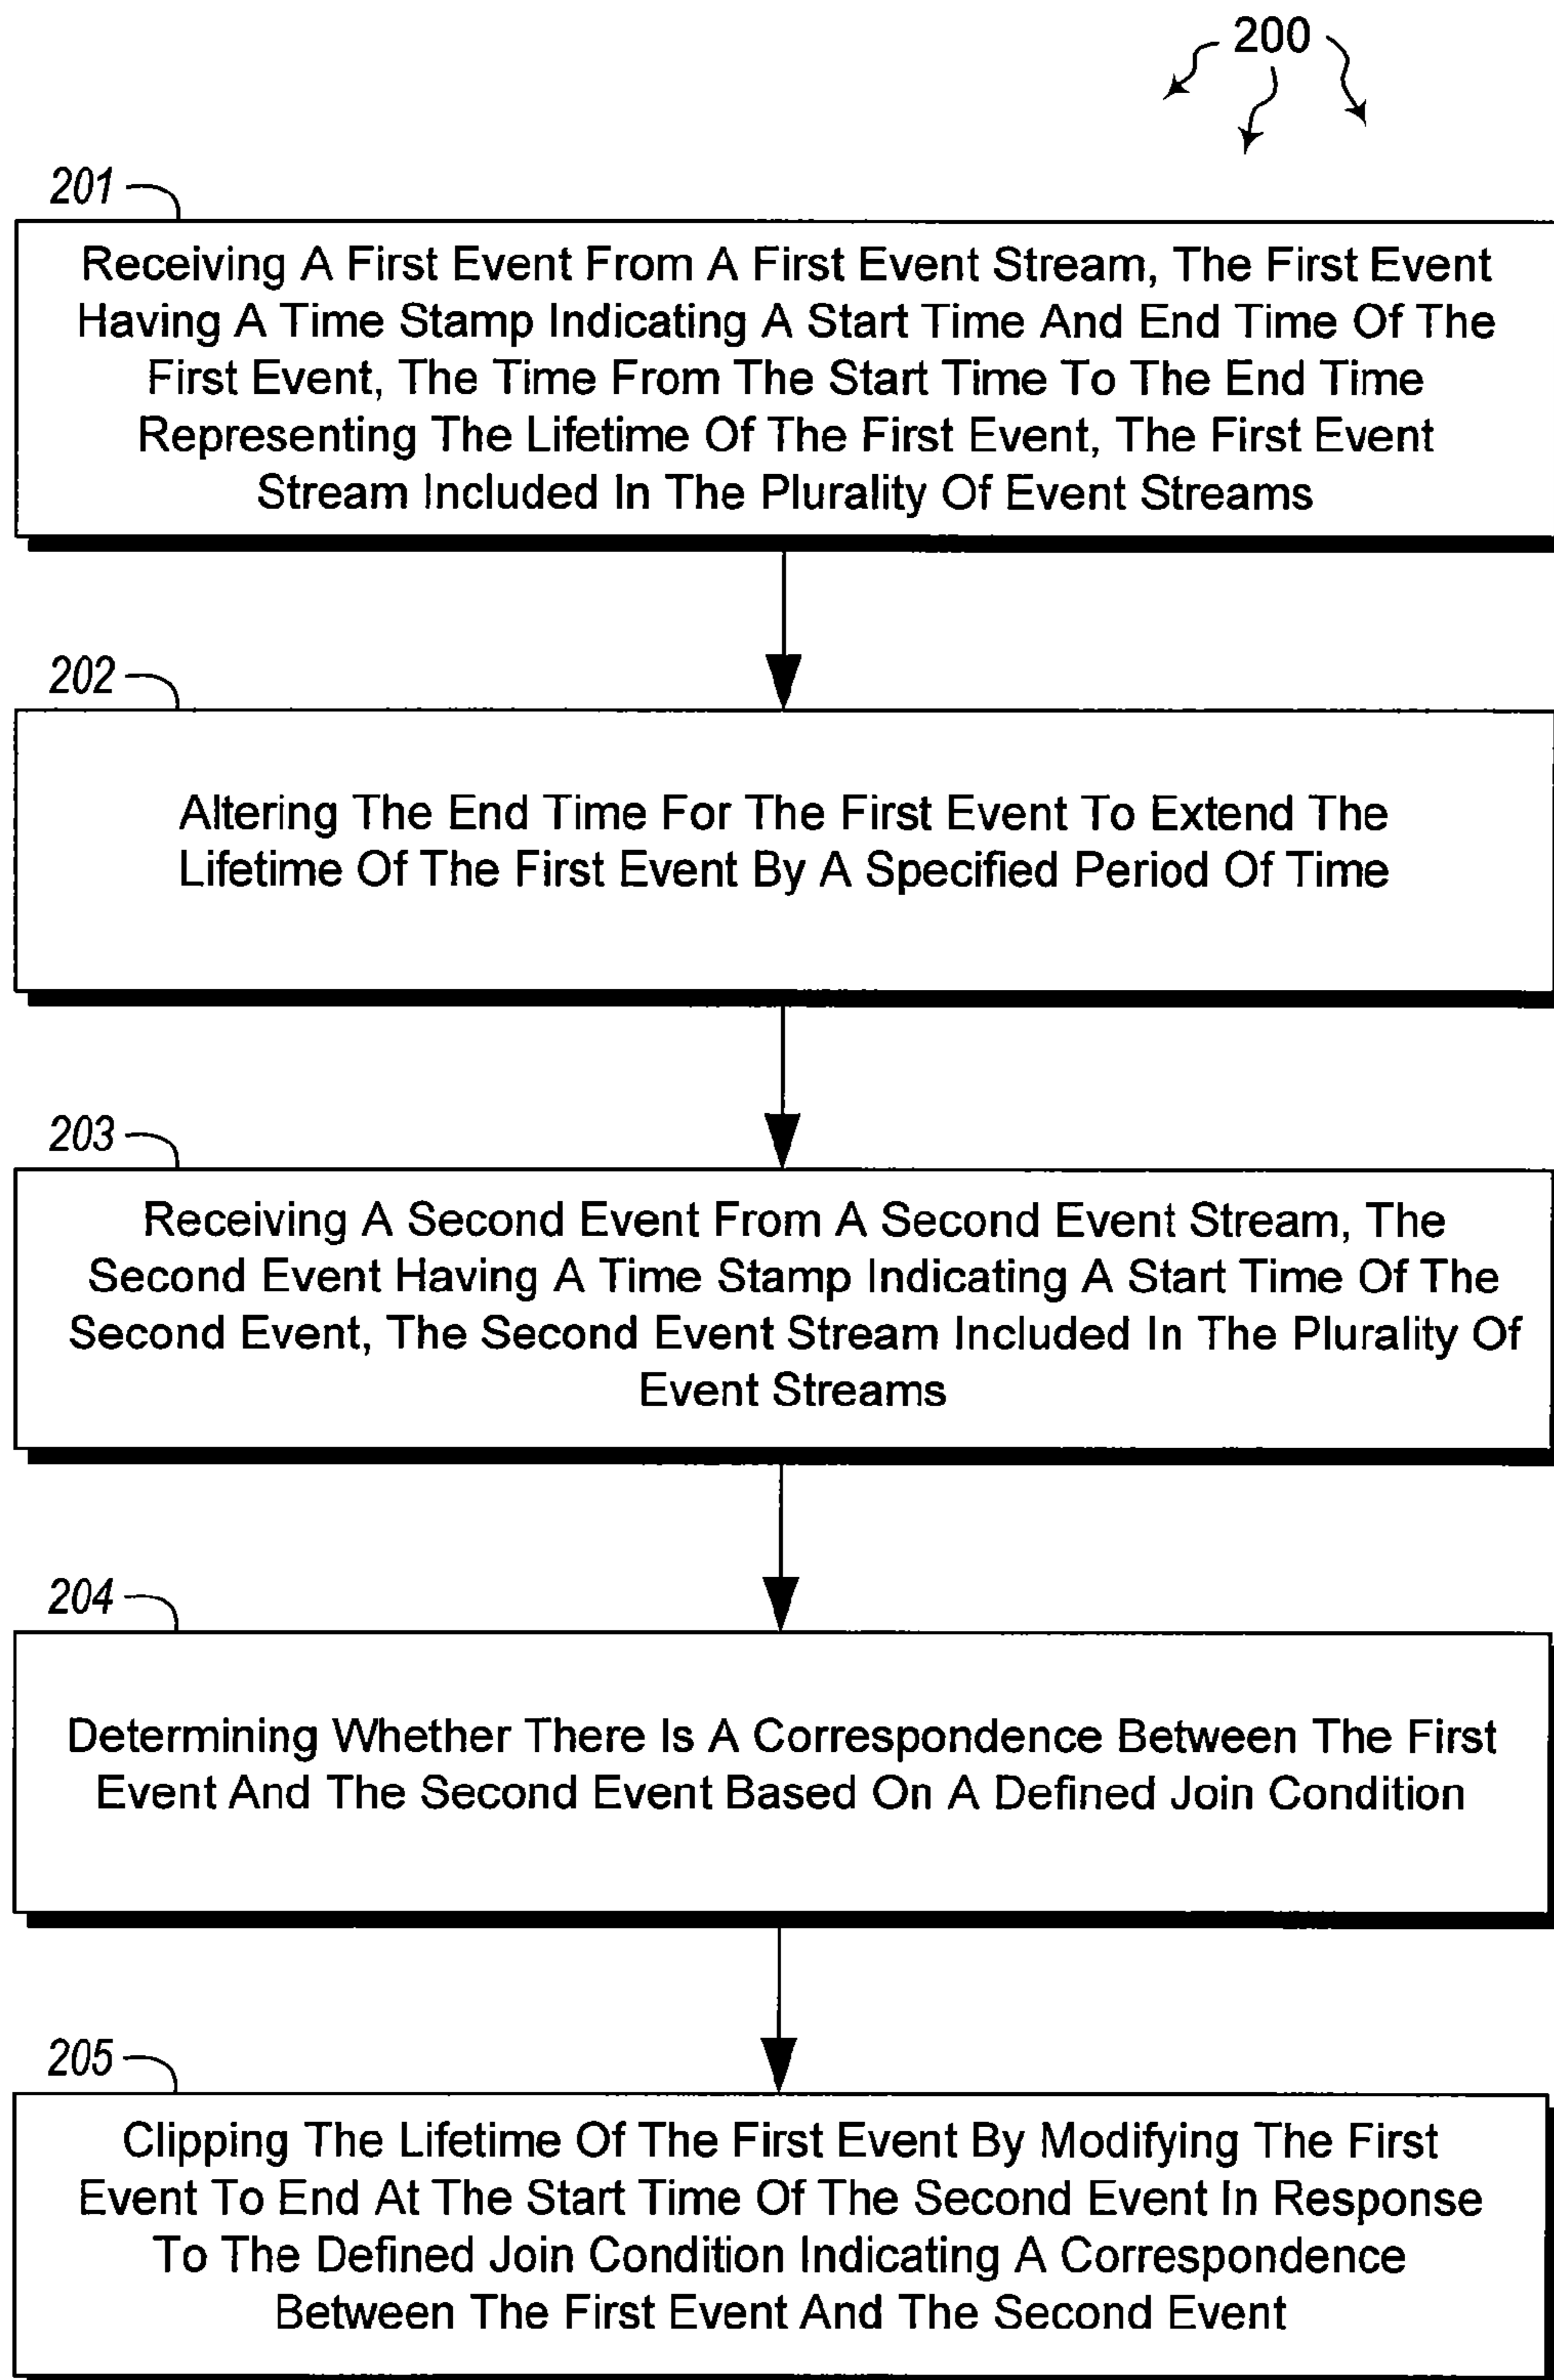 200
201
Receiving A First Event From A First Event Stream, The First Event
Having A Time Stamp Indicating A Start Time And End Time Of The
First Event, The Time From The Start Time To The End Time
Representing The Lifetime Of The First Event, The First Event
Stream Included In The Plurality Of Event Streams
202
Altering The End Time For The First Event To Extend The
Lifetime Of The First Event By A Specified Period Of Time
203
Receiving A Second Event From A Second Event Stream, The
Second Event Having A Time Stamp Indicating A Start Time Of The
Second Event, The Second Event Stream Included In The Plurality Of
Event Streams
204
Determining Whether There Is A Correspondence Between The First
Event And The Second Event Based On A Defined Join Condition
205
Clipping The Lifetime Of The First Event By Modifying The First
Event To End At The Start Time Of The Second Event In Response
To The Defined Join Condition Indicating A Correspondence
Between The First Event And The Second Event